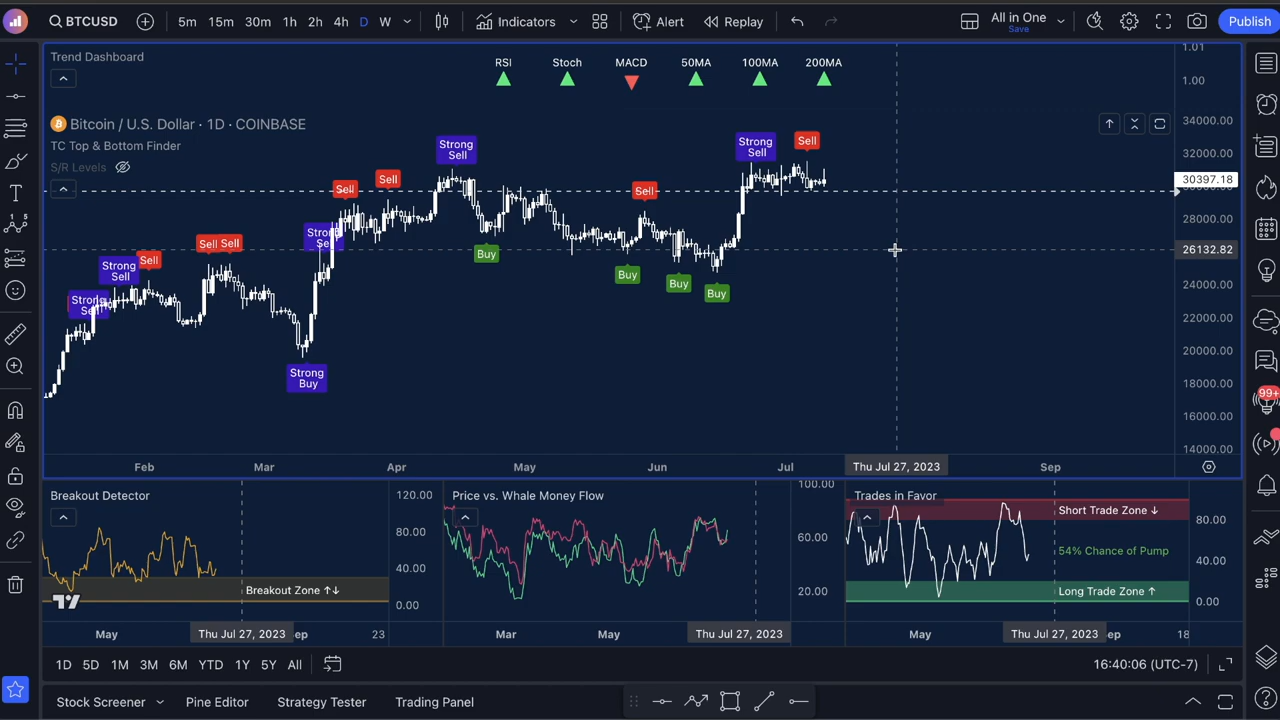 BTCUSD 5m 15m 30m 1h 2h 4h D W Indicators Alert Replay All in One Publish
Save
Trend Dashboard
RSI Stoch MACD 50MA 100MA 200MA
1.01
1.00
Bitcoin / U.S. Dollar · 1D · COINBASE
TC Top & Bottom Finder
S/R Levels
34000.00
32000.00
30397.18
28000.00
26132.82
24000.00
22000.00
20000.00
18000.00
16000.00
14000.00
Strong Sell
Strong Sell
Sell
Sell Sell
Strong Sell
Sell
Sell
Strong Sell
Sell
Strong Sell
Sell
Strong Buy
Buy
Buy
Buy
Buy
Feb Mar Apr May Jun Jul Thu Jul 27, 2023 Sep
Breakout Detector
120.00
80.00
40.00
0.00
Breakout Zone ↑↓
May Thu Jul 27, 2023 ep 23
Price vs. Whale Money Flow
100.00
60.00
20.00
Mar May Thu Jul 27, 2023
Trades in Favor
Short Trade Zone ↓
54% Chance of Pump
Long Trade Zone ↑
80.00
40.00
0.00
May Thu Jul 27, 2023 ep 18
99+
1D 5D 1M 3M 6M YTD 1Y 5Y All 16:40:06 (UTC-7)
Stock Screener Pine Editor Strategy Tester Trading Panel